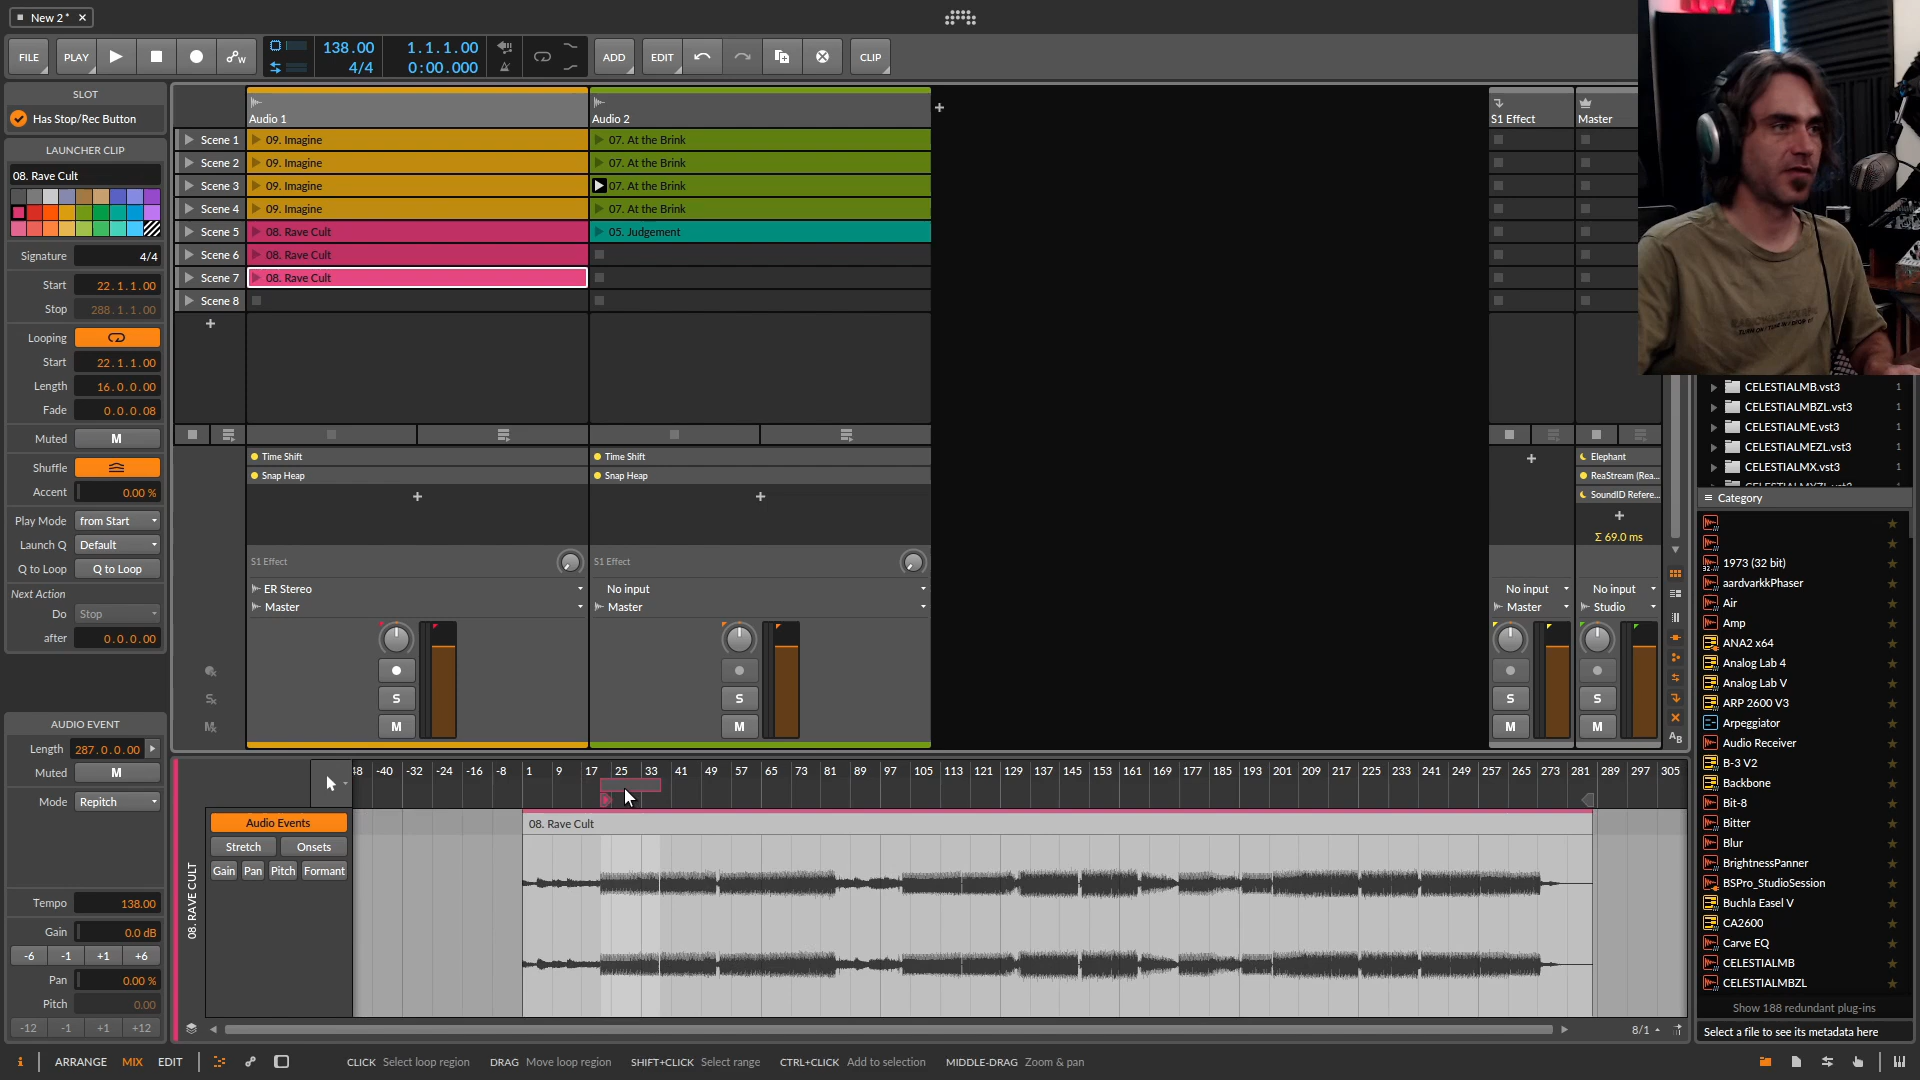 New 2 *
FILE
PLAY
138.00
4/4
1.1.1.00
0:00.000
ADD
EDIT
CLIP
SLOT
Has Stop/Rec Button
LAUNCHER CLIP
08. Rave Cult
Signature 4/4
Start 22.1.1.00
Stop 288.1.1.00
Looping
Start 22.1.1.00
Length 16.0.0.00
Fade 0.0.0.08
Muted M
Shuffle
Accent 0.00 %
Play Mode from Start
Launch Q Default
Q to Loop Q to Loop
Next Action
Do Stop
after 0.0.0.00
AUDIO EVENT
Length 287.0.0.00
Muted M
Mode Repitch
Tempo 138.00
Gain 0.0 dB
-6 -1 +1 +6
Pan 0.00 %
Pitch 0.00
-12 -1 +1 +12
Audio 1 Audio 2 S1 Effect Master
Scene 1 09. Imagine 07. At the Brink
Scene 2 09. Imagine 07. At the Brink
Scene 3 09. Imagine 07. At the Brink
Scene 4 09. Imagine 07. At the Brink
Scene 5 08. Rave Cult 05. Judgement
Scene 6 08. Rave Cult
Scene 7 08. Rave Cult
Scene 8
Time Shift Time Shift Elephant
Snap Heap Snap Heap ReaStream (Rea...
SoundID Refere...
Σ 69.0 ms
S1 Effect S1 Effect
ER Stereo No input No input No input
Master Master Master Studio
S S S S
M M M M
48 -40 -32 -24 -16 -8 1 9 17 25 33 41 49 57 65 73 81 89 97 105 113 121 129 137 145 153 161 169 177 185 193 201 209 217 225 233 241 249 257 265 273 281 289 297 305
08. RAVE CULT
Audio Events
Stretch Onsets
Gain Pan Pitch Formant
08. Rave Cult
8/1
CELESTIALMB.vst3 1
CELESTIALMBZL.vst3 1
CELESTIALME.vst3 1
CELESTIALMEZL.vst3 1
CELESTIALMX.vst3 1
Category
1973 (32 bit)
aardvarkkPhaser
Air
Amp
ANA2 x64
Analog Lab 4
Analog Lab V
ARP 2600 V3
Arpeggiator
Audio Receiver
B-3 V2
Backbone
Bit-8
Bitter
Blur
BrightnessPanner
BSPro_StudioSession
Buchla Easel V
CA2600
Carve EQ
CELESTIALMB
CELESTIALMBZL
Show 188 redundant plug-ins
Select a file to see its metadata here
i ARRANGE MIX EDIT
CLICK Select loop region DRAG Move loop region SHIFT+CLICK Select range CTRL+CLICK Add to selection MIDDLE-DRAG Zoom & pan